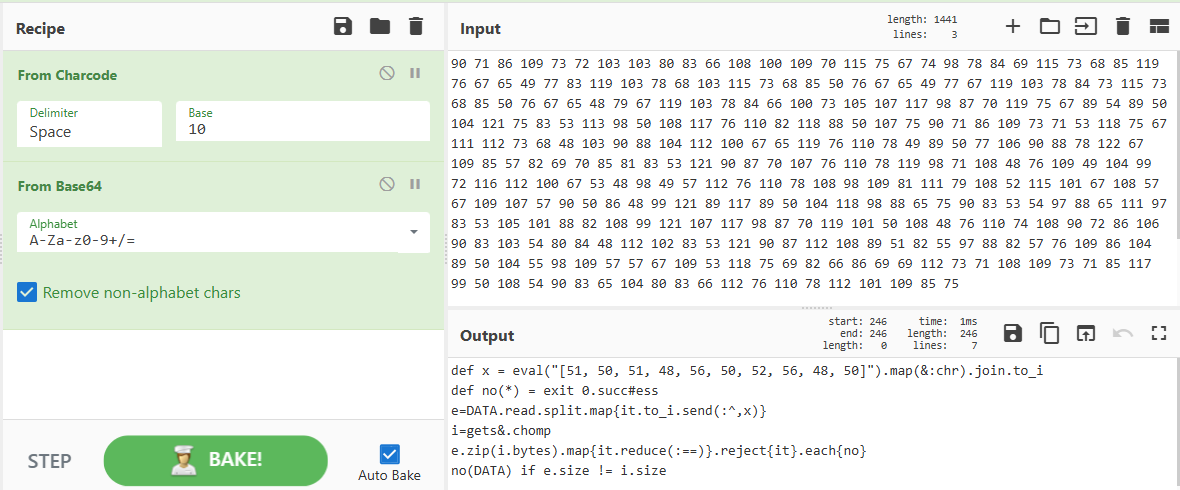 Recipe
From Charcode
Delimiter
Space
Base
10
From Base64
Alphabet
A-Za-z0-9+/=
Remove non-alphabet chars
STEP
BAKE!
Auto Bake
Input
length: 1441
lines: 3
90 71 86 109 73 72 103 103 80 83 66 108 100 109 70 115 75 67 74 98 78 84 69 115 73 68 85 119
76 67 65 49 77 83 119 103 78 68 103 115 73 68 85 50 76 67 65 49 77 67 119 103 78 84 73 115 73
68 85 50 76 67 65 48 79 67 119 103 78 84 66 100 73 105 107 117 98 87 70 119 75 67 89 54 89 50
104 121 75 83 53 113 98 50 108 117 76 110 82 118 88 50 107 75 90 71 86 109 73 71 53 118 75 67
111 112 73 68 48 103 90 88 104 112 100 67 65 119 76 110 78 49 89 50 77 106 90 88 78 122 67
109 85 57 82 69 70 85 81 83 53 121 90 87 70 107 76 110 78 119 98 71 108 48 76 109 49 104 99
72 116 112 100 67 53 48 98 49 57 112 76 110 78 108 98 109 81 111 79 108 52 115 101 67 108 57
67 109 107 57 90 50 86 48 99 121 89 117 89 50 104 118 98 88 65 75 90 83 53 54 97 88 65 111 97
83 53 105 101 88 82 108 99 121 107 117 98 87 70 119 101 50 108 48 76 110 74 108 90 72 86 106
90 83 103 54 80 84 48 112 102 83 53 121 90 87 112 108 89 51 82 55 97 88 82 57 76 109 86 104
89 50 104 55 98 109 57 57 67 109 53 118 75 69 82 66 86 69 69 112 73 71 108 109 73 71 85 117
99 50 108 54 90 83 65 104 80 83 66 112 76 110 78 112 101 109 85 75
Output
start: 246
end: 246
length: 0
time: 1ms
length: 246
lines: 7
def x = eval("[51, 50, 51, 48, 56, 50, 52, 56, 48, 50]").map(&:chr).join.to_i
def no(*) = exit 0.succ#ess
e=DATA.read.split.map{it.to_i.send(:^,x)}
i=gets&.chomp
e.zip(i.bytes).map{it.reduce(:==)}.reject{it}.each{no}
no(DATA) if e.size != i.size